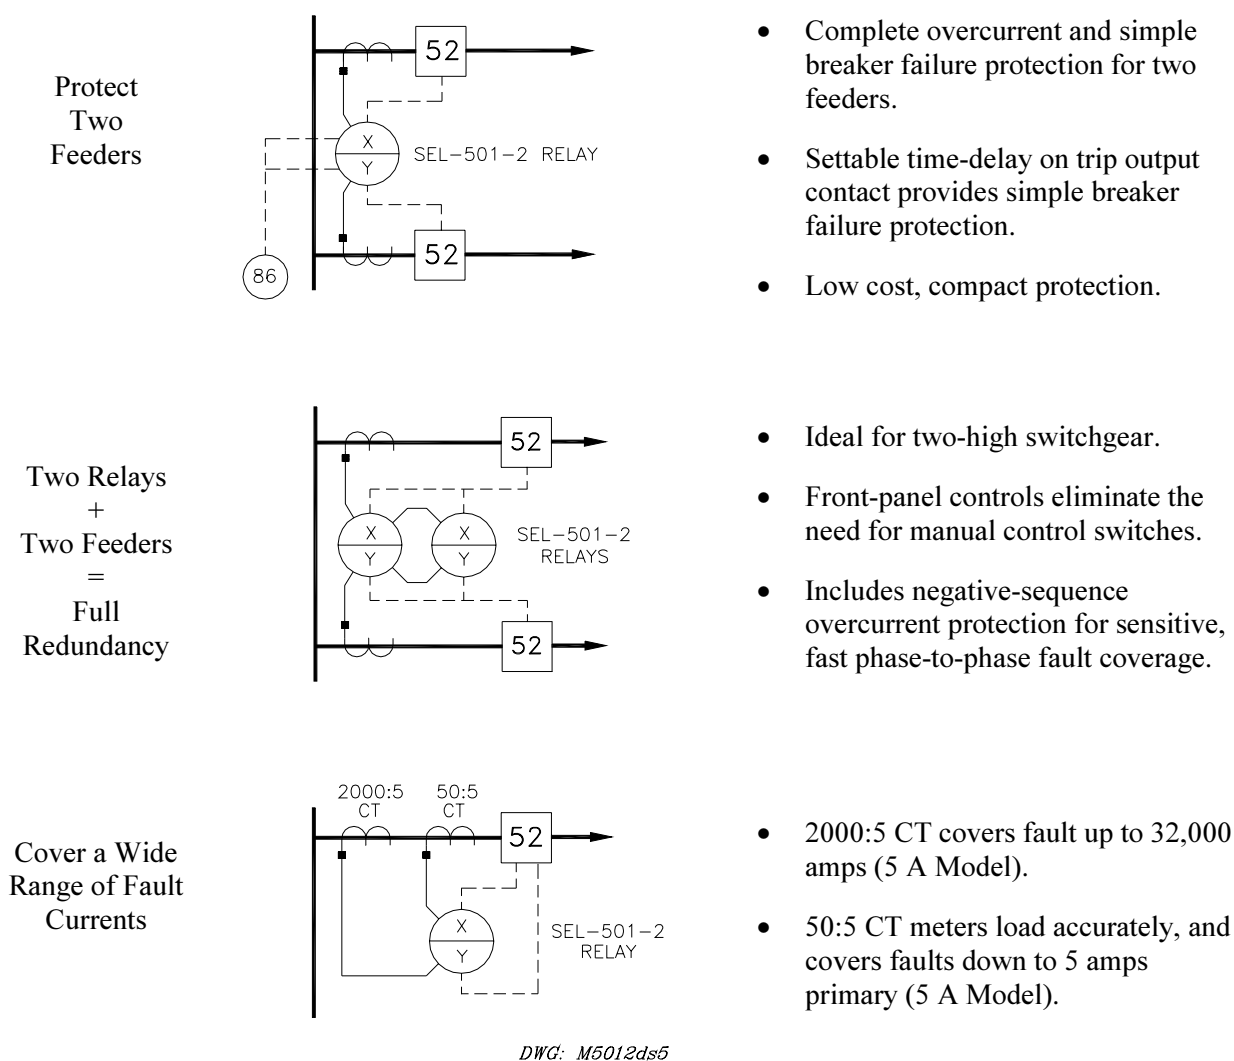 Protect
Two
Feeders
52
X
Y
SEL-501-2 RELAY
52
86
• Complete overcurrent and simple
breaker failure protection for two
feeders.
• Settable time-delay on trip output
contact provides simple breaker
failure protection.
• Low cost, compact protection.
Two Relays
+
Two Feeders
=
Full
Redundancy
52
X
Y
X
Y
SEL-501-2
RELAYS
52
• Ideal for two-high switchgear.
• Front-panel controls eliminate the
need for manual control switches.
• Includes negative-sequence
overcurrent protection for sensitive,
fast phase-to-phase fault coverage.
Cover a Wide
Range of Fault
Currents
2000:5
CT
50:5
CT
52
X
Y
SEL-501-2
RELAY
• 2000:5 CT covers fault up to 32,000
amps (5 A Model).
• 50:5 CT meters load accurately, and
covers faults down to 5 amps
primary (5 A Model).
DWG: M5012ds5